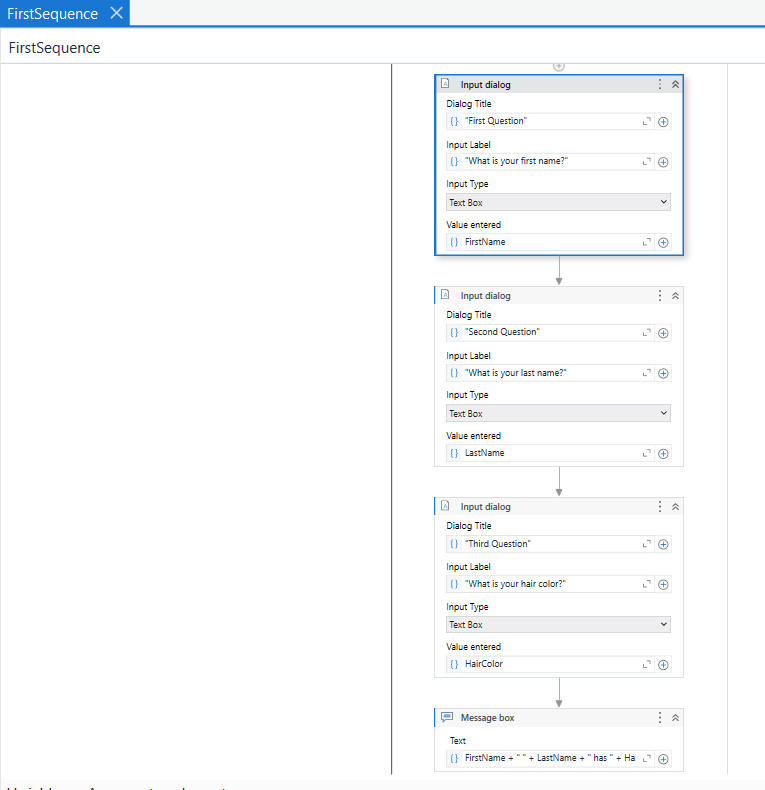 FirstSequence
FirstSequence
Input dialog
Dialog Title
"First Question"
Input Label
"What is your first name?"
Input Type
Text Box
Value entered
FirstName
Input dialog
Dialog Title
"Second Question"
Input Label
"What is your last name?"
Input Type
Text Box
Value entered
LastName
Input dialog
Dialog Title
"Third Question"
Input Label
"What is your hair color?"
Input Type
Text Box
Value entered
HairColor
Message box
Text
FirstName + " " + LastName + " has " + Ha